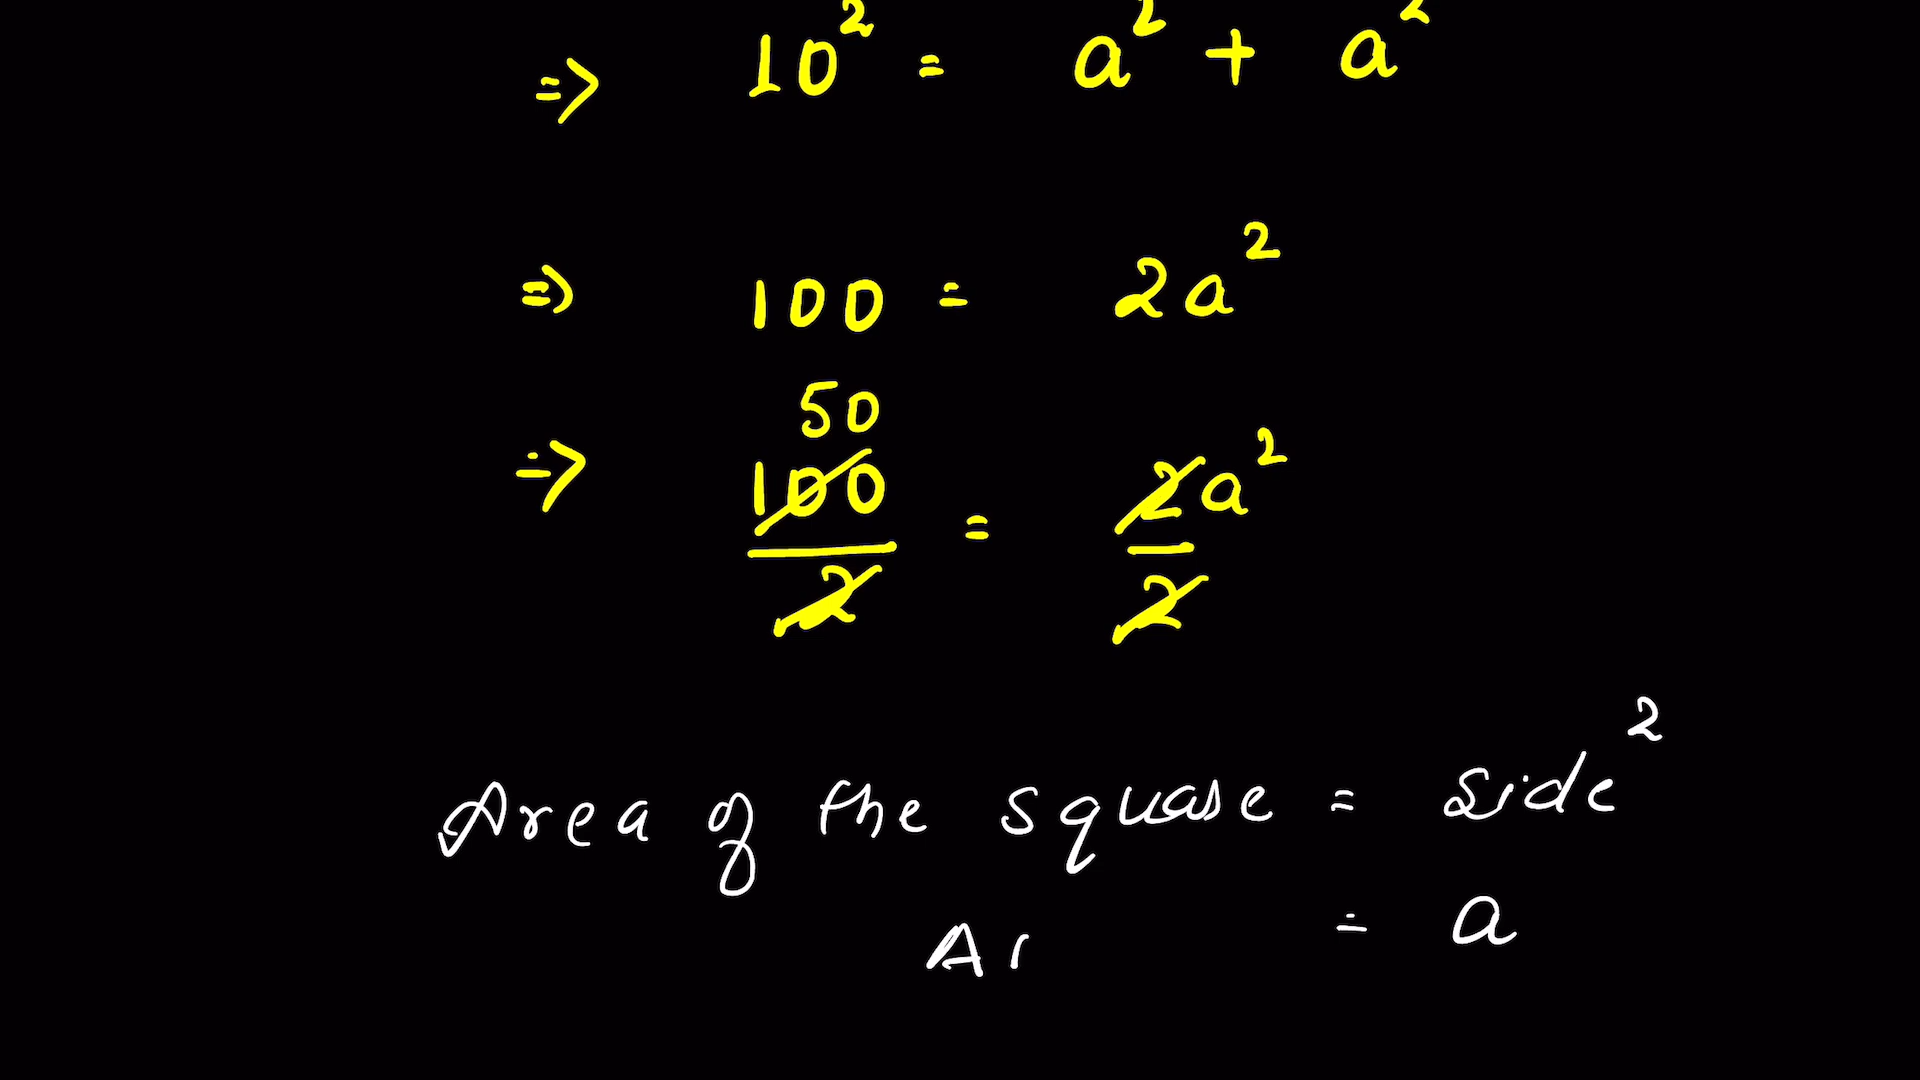 => 10² = a² + a²
=> 100 = 2a²
50
=> 100/2 = 2a²/2
Area of the square = side²
Ar = a